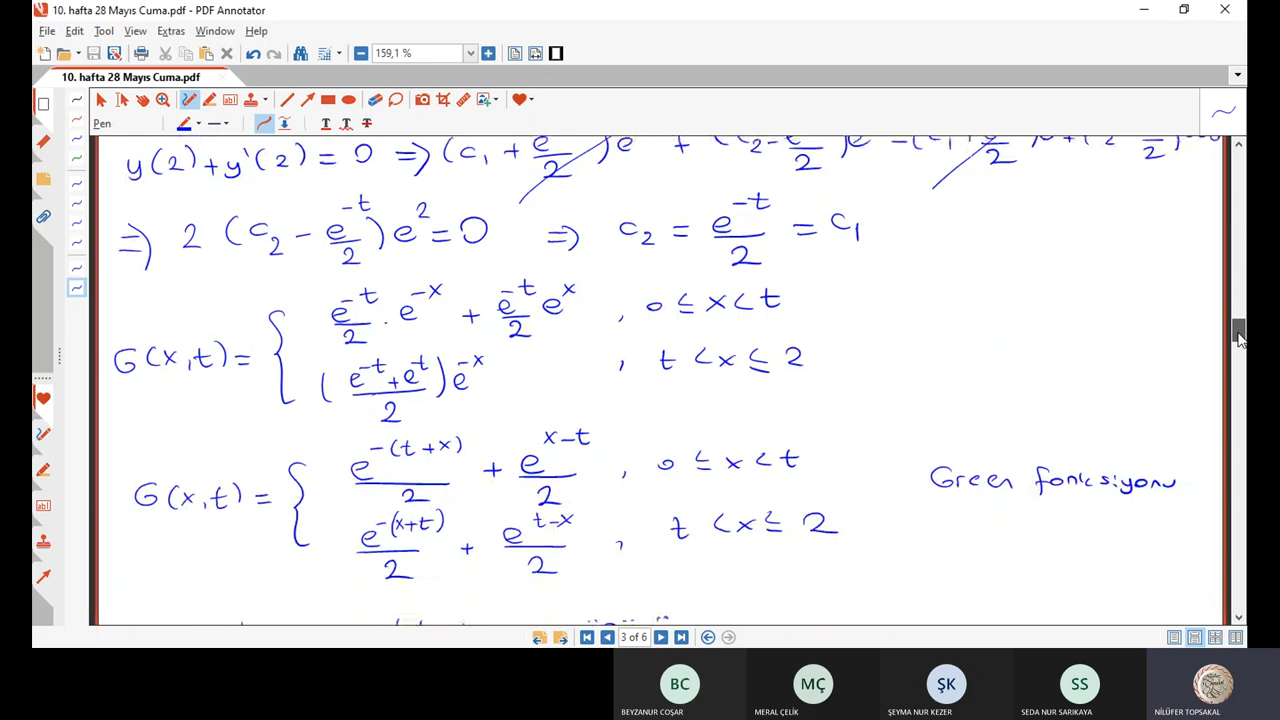 10. hafta 28 Mayıs Cuma.pdf - PDF Annotator
File Edit Tool View Extras Window Help
159,1 %
10. hafta 28 Mayıs Cuma.pdf
Pen
y(2)+y'(2) = 0 ⇒ (c₁ +
⇒ 2 (c₂ - e^{-t}/2) e² = 0 ⇒ c₂ = e^{-t}/2 = c₁
G(x,t) = { e^{-t}/2 . e^{-x} + e^{-t}/2 e^x , 0 ≤ x < t
( (e^{-t}+e^t)/2 ) e^{-x} , t < x ≤ 2
G(x,t) = { e^{-(t+x)}/2 + e^{x-t}/2 , 0 ≤ x < t
Green fonksiyonu
e^{-(x+t)}/2 + e^{t-x}/2 , t < x ≤ 2
3 of 6
BC MÇ ŞK SS
BEYZANUR COŞAR MERAL ÇELİK ŞEYMA NUR KEZER SEDA NUR SARIKAYA NİLÜFER TOPSAKAL